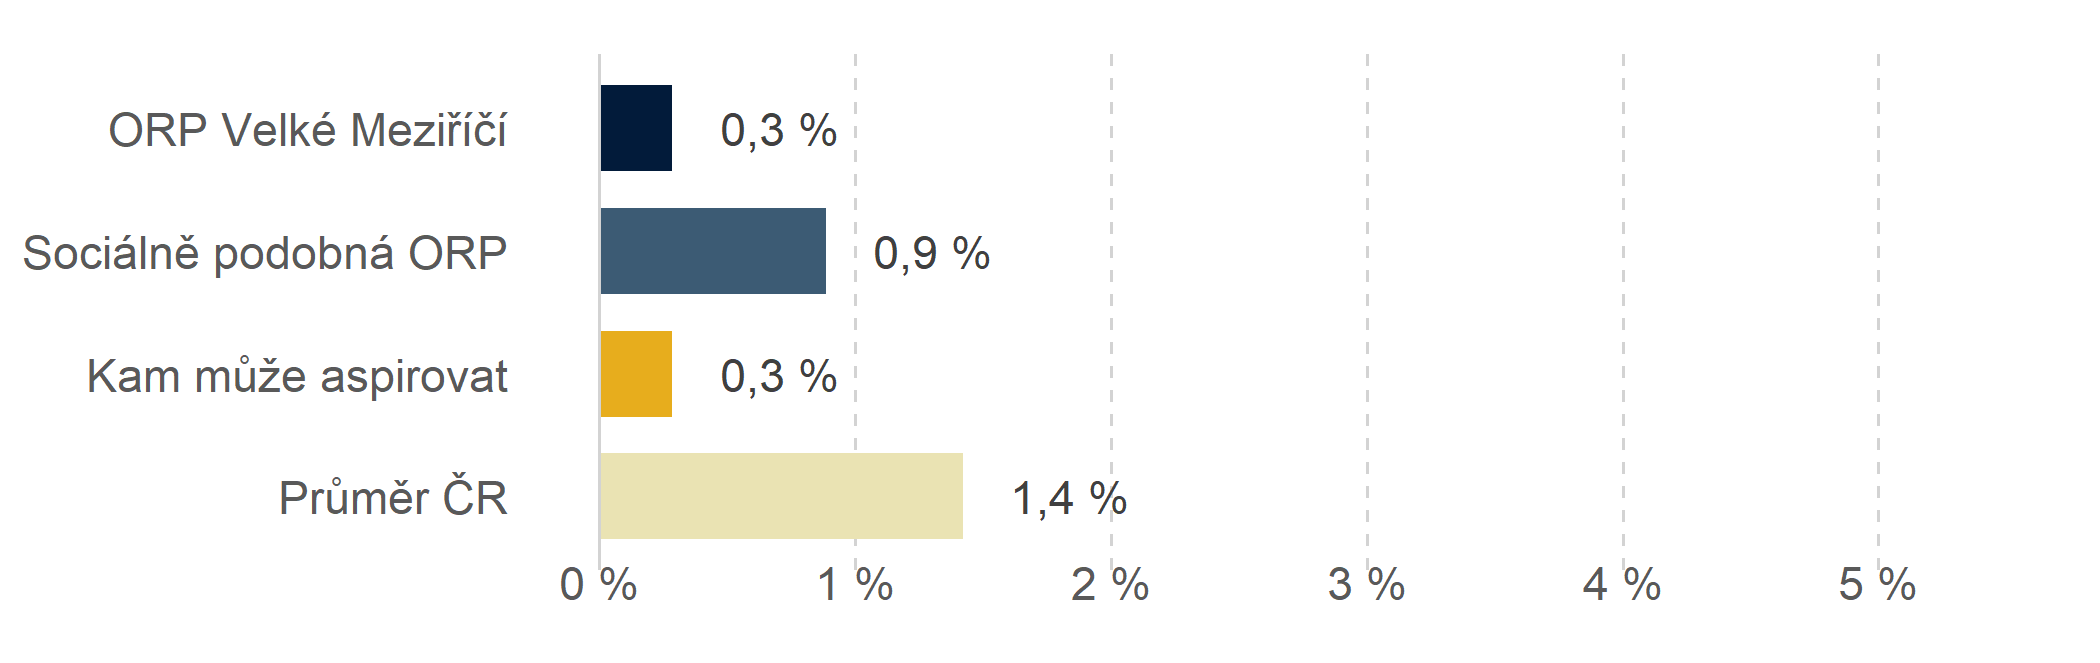 ORP Velké Meziříčí 0,3 %
Sociálně podobná ORP 0,9 %
Kam může aspirovat 0,3 %
Průměr ČR 1,4 %
0 % 1 % 2 % 3 % 4 % 5 %